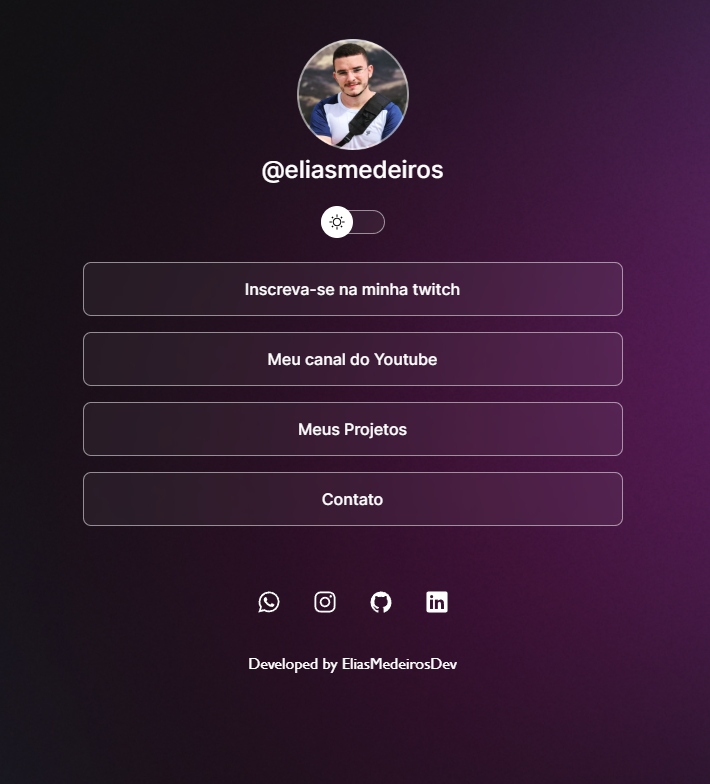 @eliasmedeiros
Inscreva-se na minha twitch
Meu canal do Youtube
Meus Projetos
Contato
Developed by EliasMedeirosDev